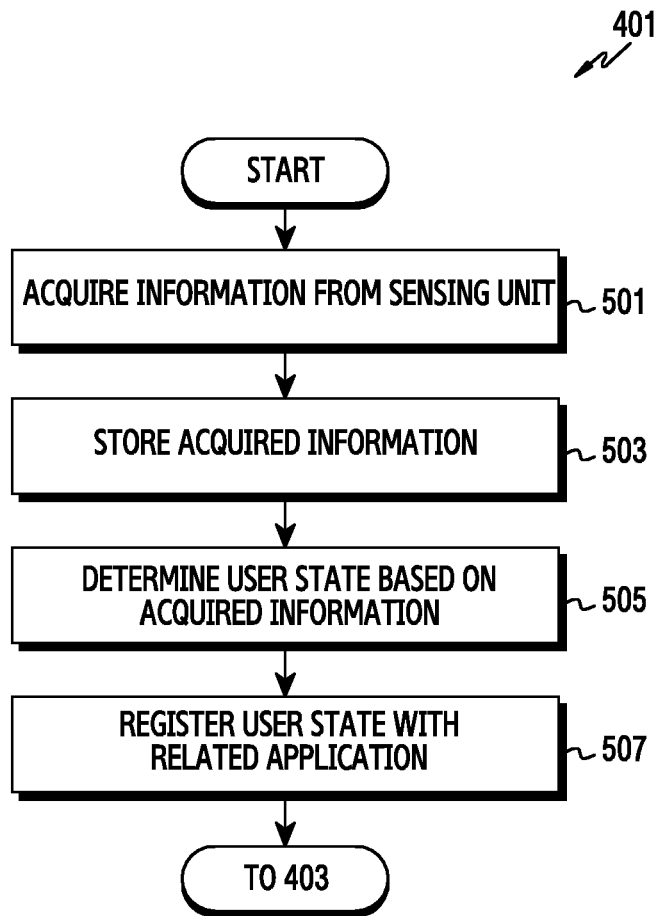 401
START
ACQUIRE INFORMATION FROM SENSING UNIT
501
STORE ACQUIRED INFORMATION
503
DETERMINE USER STATE BASED ON
ACQUIRED INFORMATION
505
REGISTER USER STATE WITH
RELATED APPLICATION
507
TO 403